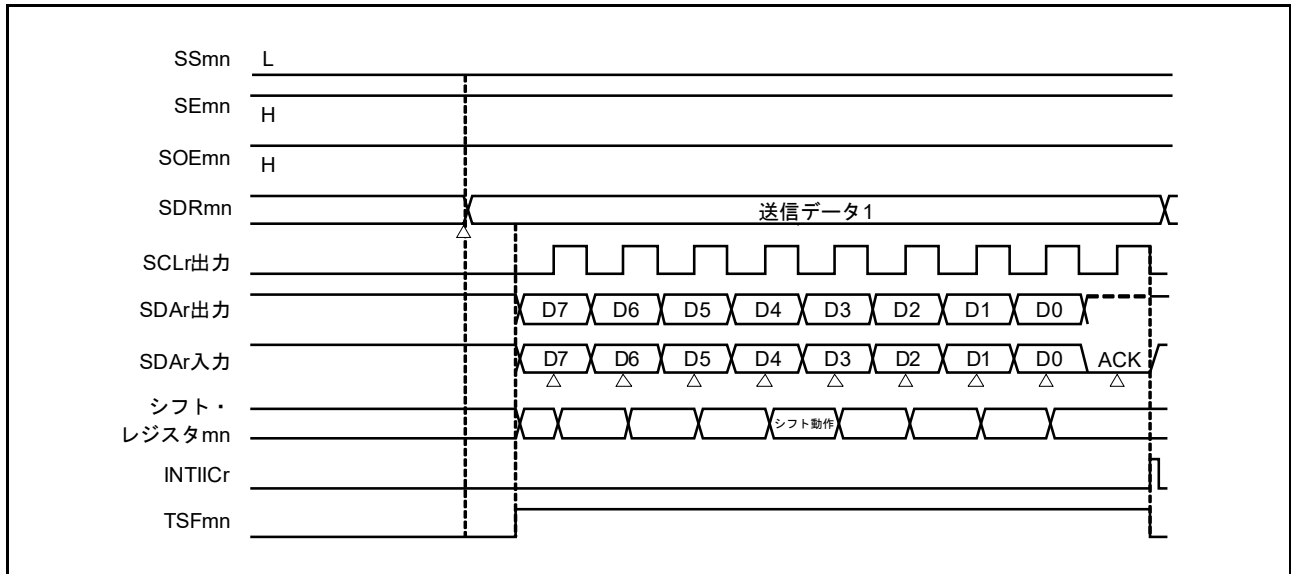 SSmn L
SEmn H
SOEmn H
SDRmn 送信データ1
SCLr出力
SDAr出力 D7 D6 D5 D4 D3 D2 D1 D0
SDAr入力 D7 D6 D5 D4 D3 D2 D1 D0 ACK
シフト・
レジスタmn シフト動作
INTIICr
TSFmn